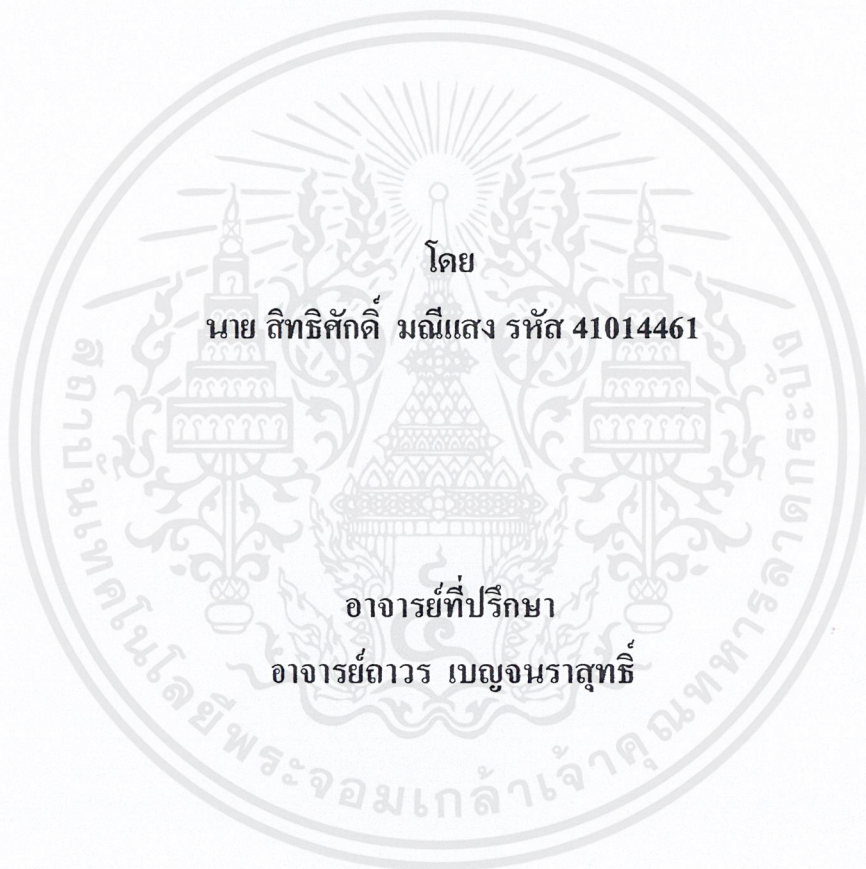 โดย
นาย สิทธิศักดิ์ มณีแสง รหัส 41014461
อาจารย์ที่ปรึกษา
อาจารย์ถาวร เบญจนราสุทธิ์
สถาบันเทคโนโลยีพระจอมเกล้าเจ้าคุณทหารลาดกระบัง